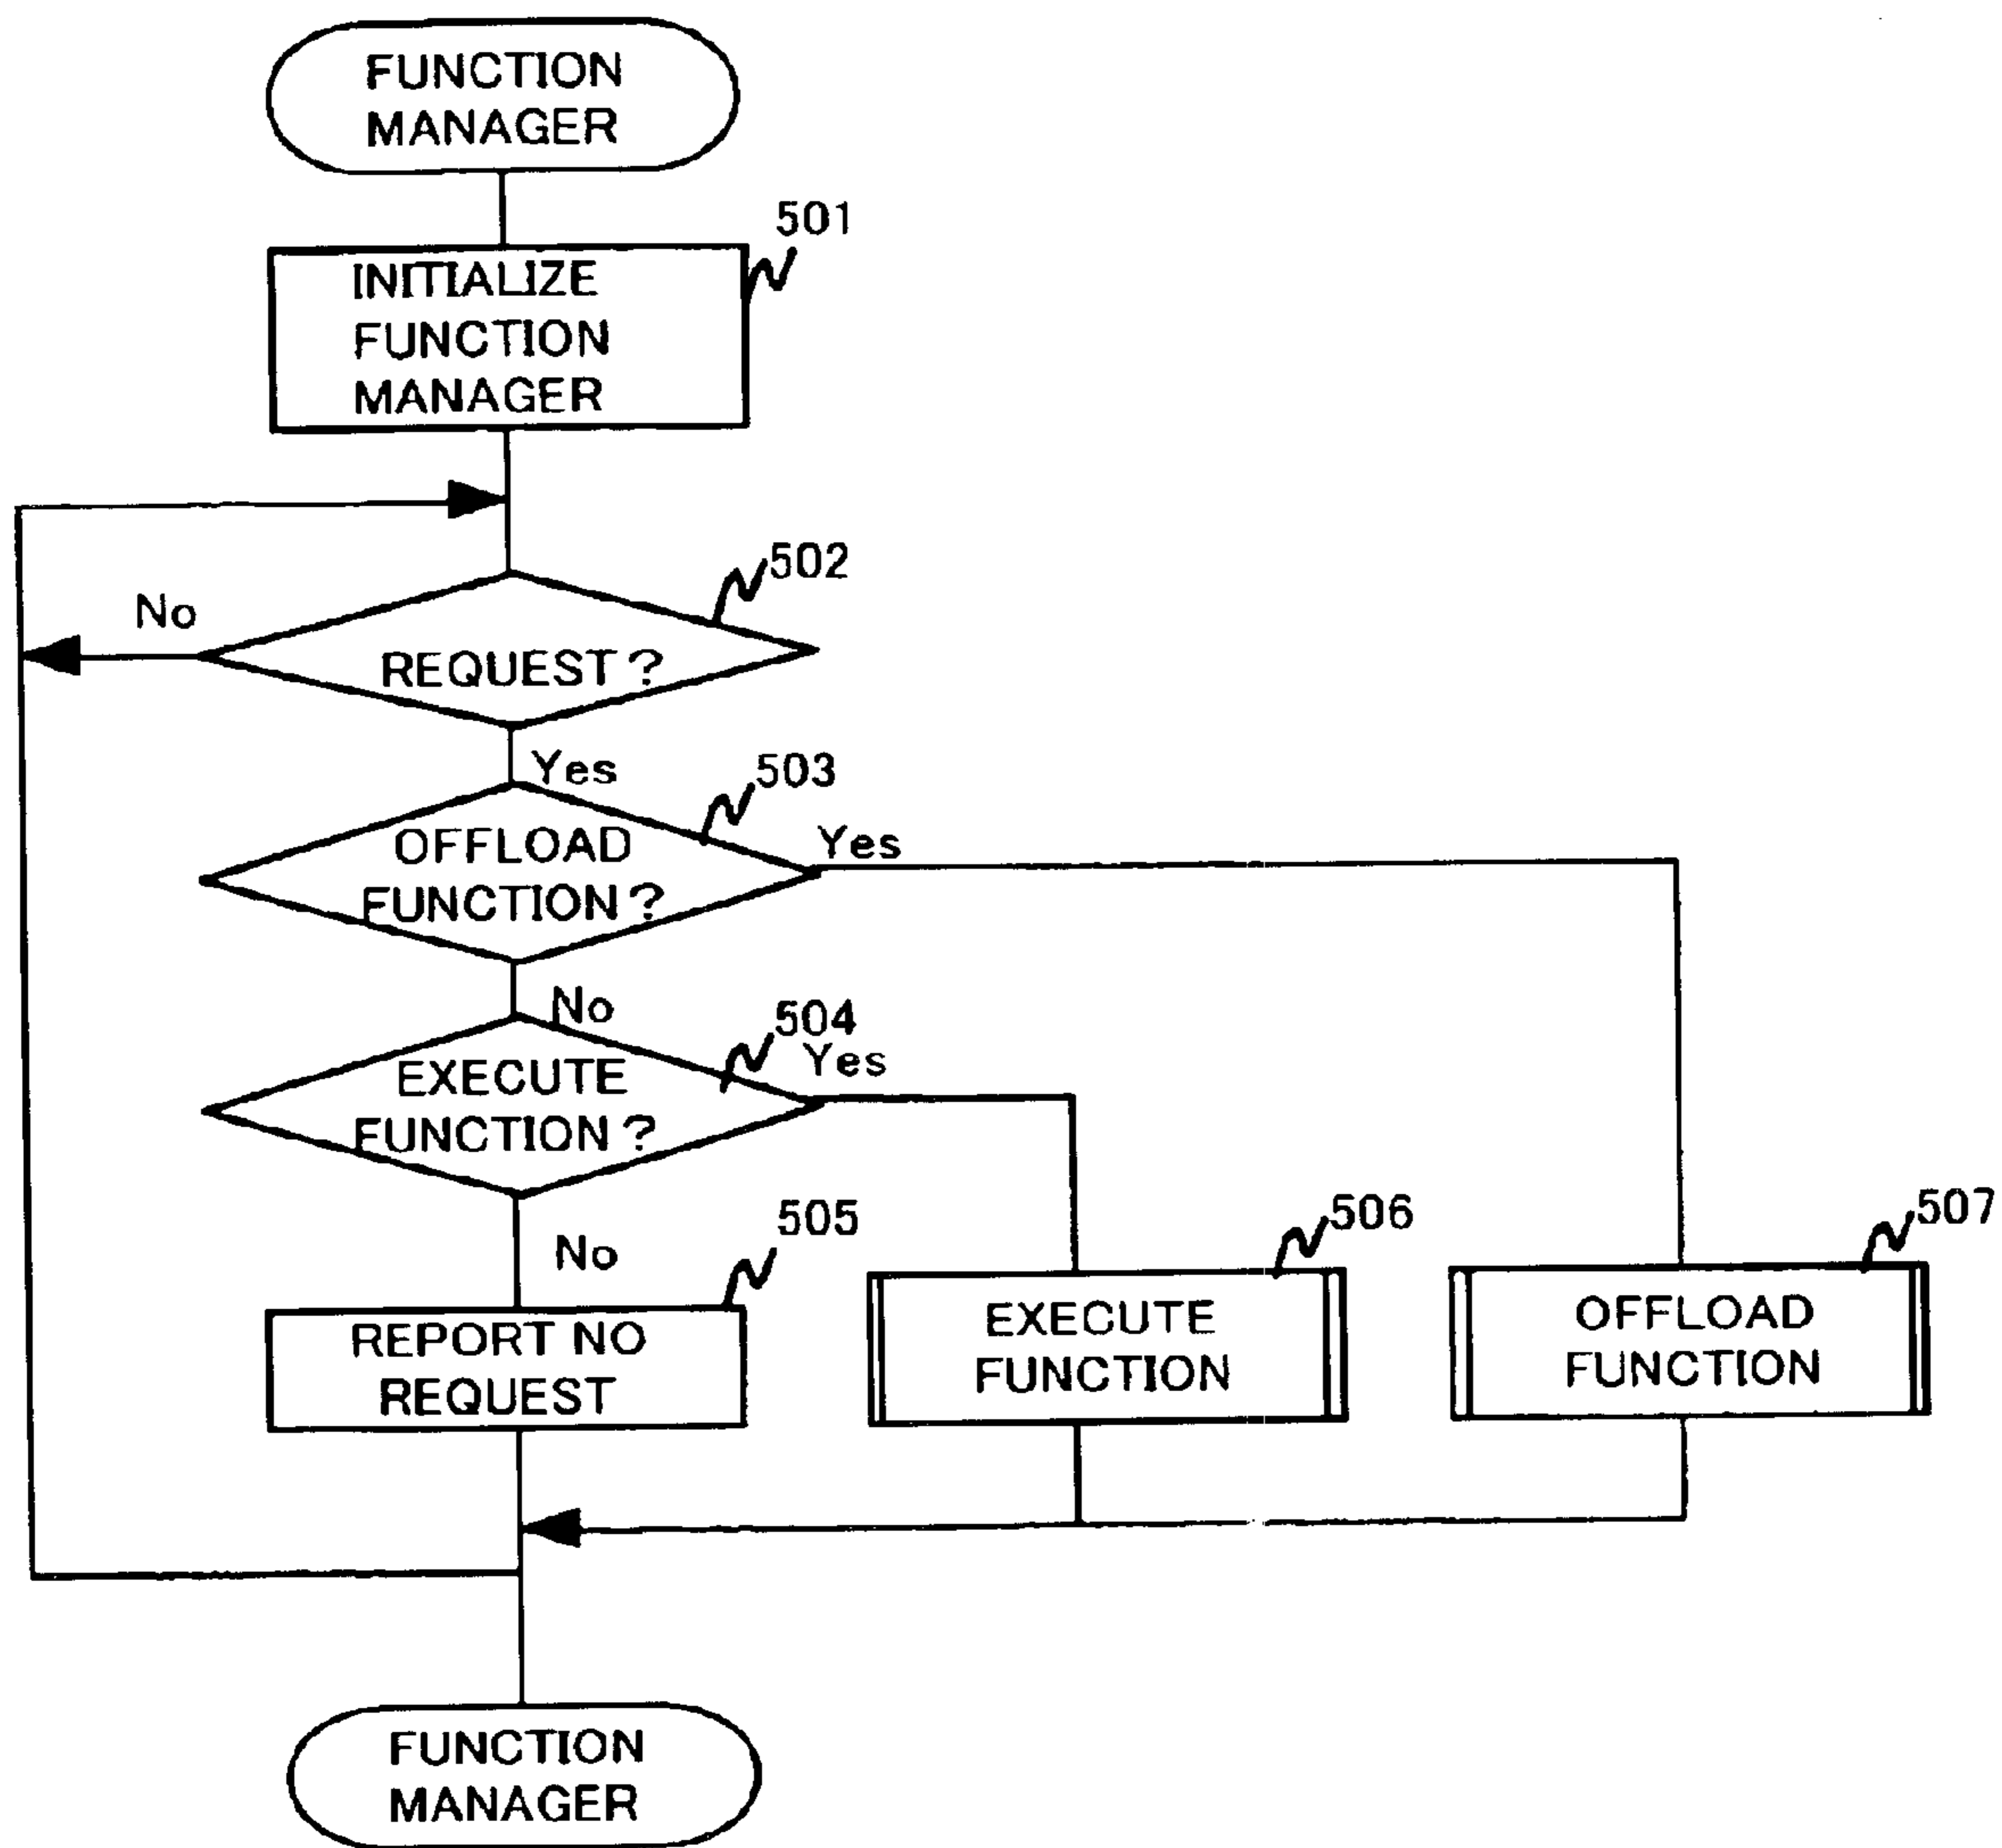 FUNCTION
MANAGER
501
INITIALIZE
FUNCTION
MANAGER
502
No
REQUEST?
Yes
503
OFFLOAD
FUNCTION?
Yes
No
504
EXECUTE
FUNCTION?
Yes
No
505
REPORT NO
REQUEST
506
EXECUTE
FUNCTION
507
OFFLOAD
FUNCTION
FUNCTION
MANAGER